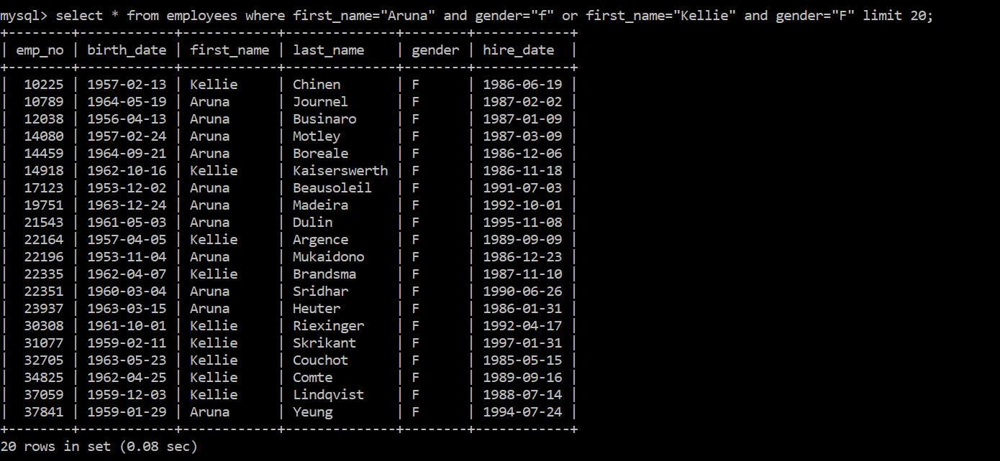 mysql> select * from employees where first_name="Aruna" and gender="f" or first_name="Kellie" and gender="F" limit 20;
+--------+------------+------------+--------------+--------+------------+
| emp_no | birth_date | first_name | last_name    | gender | hire_date  |
+--------+------------+------------+--------------+--------+------------+
|  10225 | 1957-02-13 | Kellie     | Chinen       | F      | 1986-06-19 |
|  10789 | 1964-05-19 | Aruna      | Journel      | F      | 1987-02-02 |
|  12038 | 1956-04-13 | Aruna      | Businaro     | F      | 1987-01-09 |
|  14080 | 1957-02-24 | Aruna      | Motley       | F      | 1987-03-09 |
|  14459 | 1964-09-21 | Aruna      | Boreale      | F      | 1986-12-06 |
|  14918 | 1962-10-16 | Kellie     | Kaiserswerth | F      | 1986-11-18 |
|  17123 | 1953-12-02 | Aruna      | Beausoleil   | F      | 1991-07-03 |
|  19751 | 1963-12-24 | Aruna      | Madeira      | F      | 1992-10-01 |
|  21543 | 1961-05-03 | Aruna      | Dulin        | F      | 1995-11-08 |
|  22164 | 1957-04-05 | Kellie     | Argence      | F      | 1989-09-09 |
|  22196 | 1953-11-04 | Aruna      | Mukaidono    | F      | 1986-12-23 |
|  22335 | 1962-04-07 | Kellie     | Brandsma     | F      | 1987-11-10 |
|  22351 | 1960-03-04 | Aruna      | Sridhar      | F      | 1990-06-26 |
|  23937 | 1963-03-15 | Aruna      | Heuter       | F      | 1986-01-31 |
|  30308 | 1961-10-01 | Kellie     | Riexinger    | F      | 1992-04-17 |
|  31077 | 1959-02-11 | Kellie     | Skrikant     | F      | 1997-01-31 |
|  32705 | 1963-05-23 | Kellie     | Couchot      | F      | 1985-05-15 |
|  34825 | 1962-04-25 | Kellie     | Comte        | F      | 1989-09-16 |
|  37059 | 1959-12-03 | Kellie     | Lindqvist    | F      | 1988-07-14 |
|  37841 | 1959-01-29 | Aruna      | Yeung        | F      | 1994-07-24 |
+--------+------------+------------+--------------+--------+------------+
20 rows in set (0.08 sec)